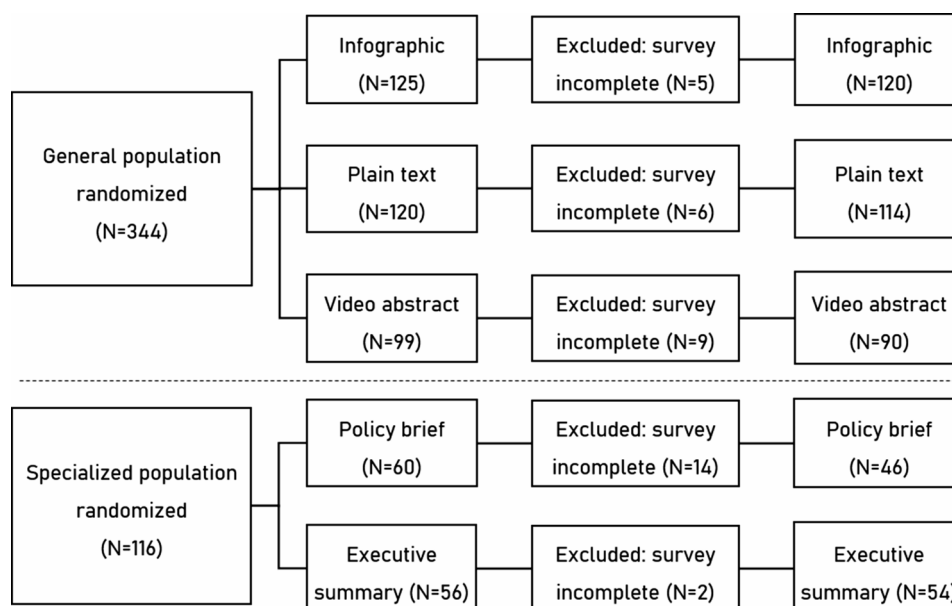 General population
randomized
(N=344)
Infographic
(N=125)
Excluded: survey
incomplete (N=5)
Infographic
(N=120)
Plain text
(N=120)
Excluded: survey
incomplete (N=6)
Plain text
(N=114)
Video abstract
(N=99)
Excluded: survey
incomplete (N=9)
Video abstract
(N=90)
Specialized population
randomized
(N=116)
Policy brief
(N=60)
Excluded: survey
incomplete (N=14)
Policy brief
(N=46)
Executive
summary (N=56)
Excluded: survey
incomplete (N=2)
Executive
summary (N=54)